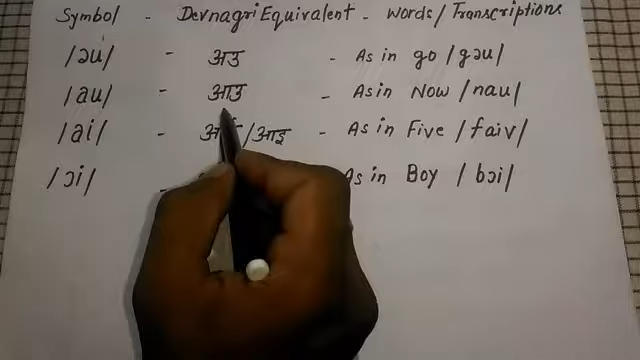 Symbol - Devnagri Equivalent - Words/Transcriptions
/əu/ - अउ - As in go /gəu/
/au/ - आउ - As in Now /nau/
/ai/ - /आइ - As in Five /faiv/
/ɔi/ - As in Boy /bɔi/